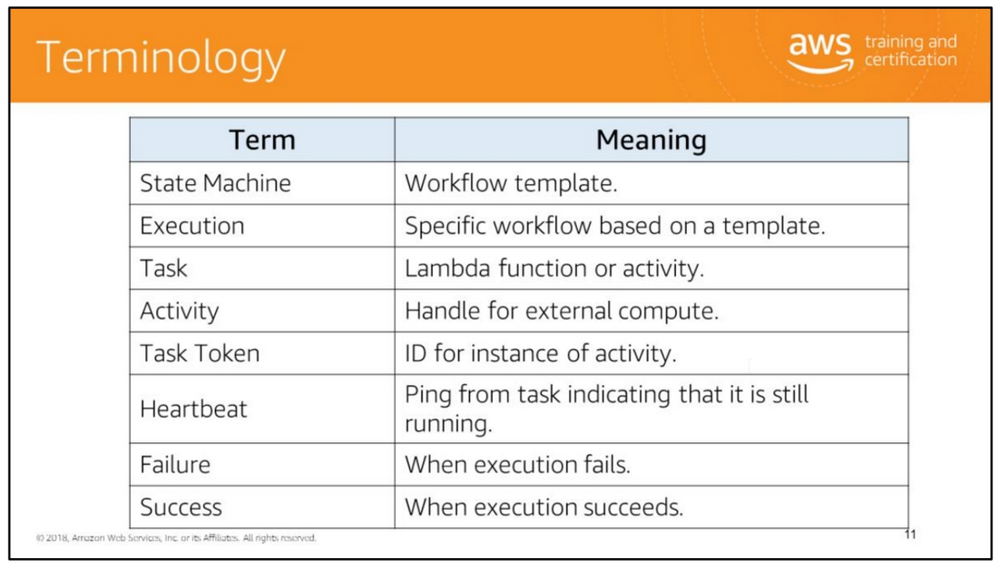 Terminology
aws training and
certification
Term Meaning
State Machine Workflow template.
Execution Specific workflow based on a template.
Task Lambda function or activity.
Activity Handle for external compute.
Task Token ID for instance of activity.
Heartbeat Ping from task indicating that it is still
running.
Failure When execution fails.
Success When execution succeeds.
© 2018, Amazon Web Services, Inc. or its Affiliates. All rights reserved.
11